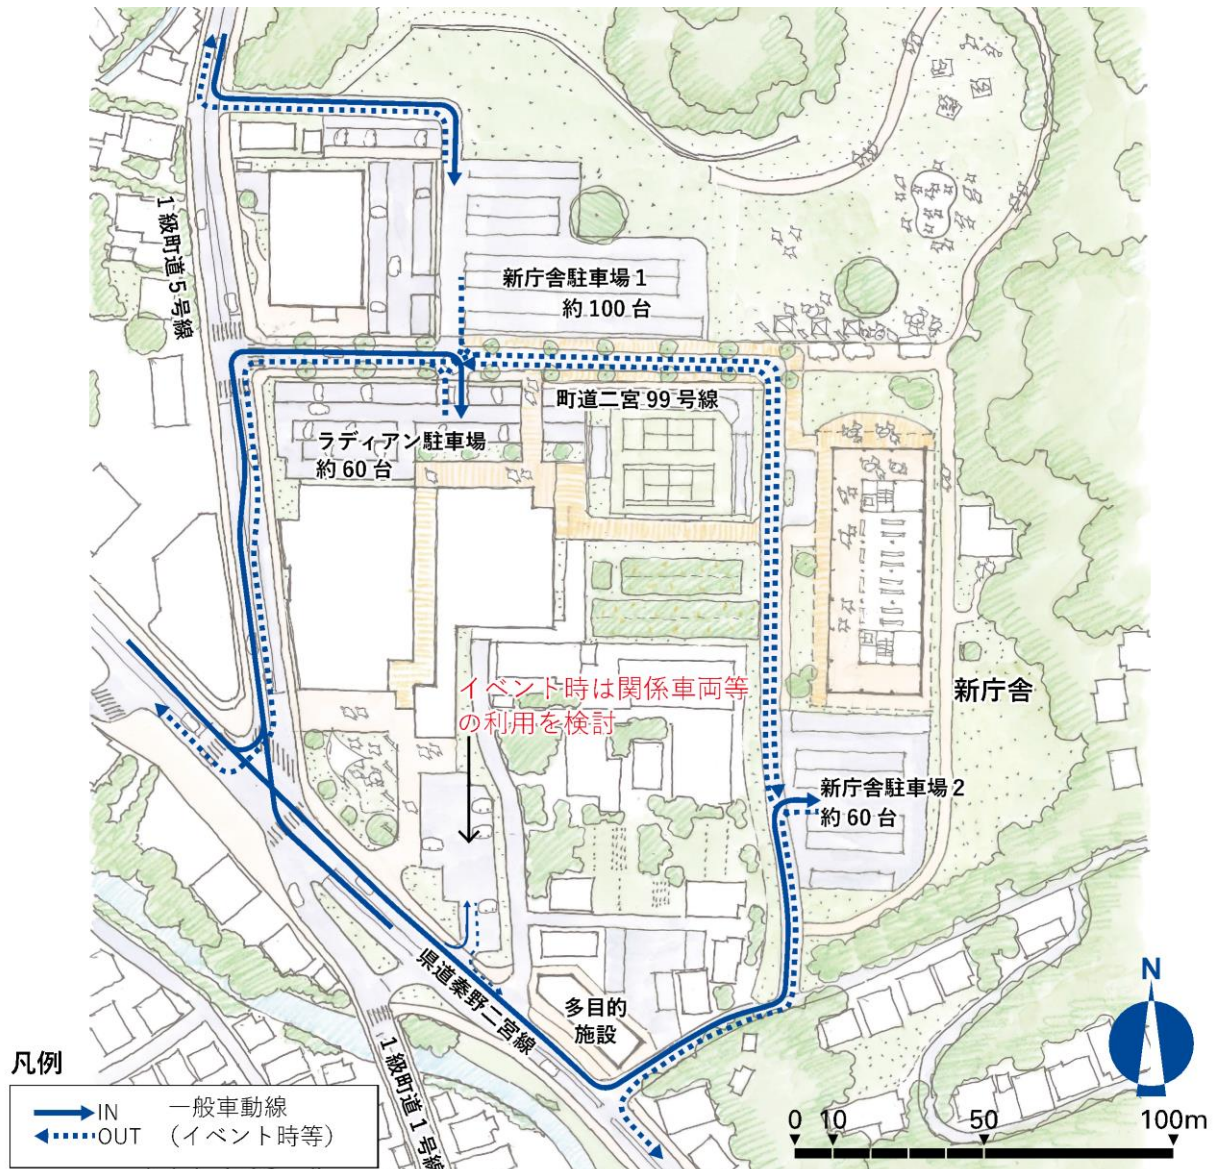 1級町道5号線
新庁舎駐車場1
約100台
町道二宮99号線
ラディアン駐車場
約60台
イベント時は関係車両等
の利用を検討
新庁舎
新庁舎駐車場2
約60台
県道秦野二宮線
多目的
施設
1級町道1号線
N
凡例
IN 一般車動線
OUT (イベント時等)
0 10 50 100m